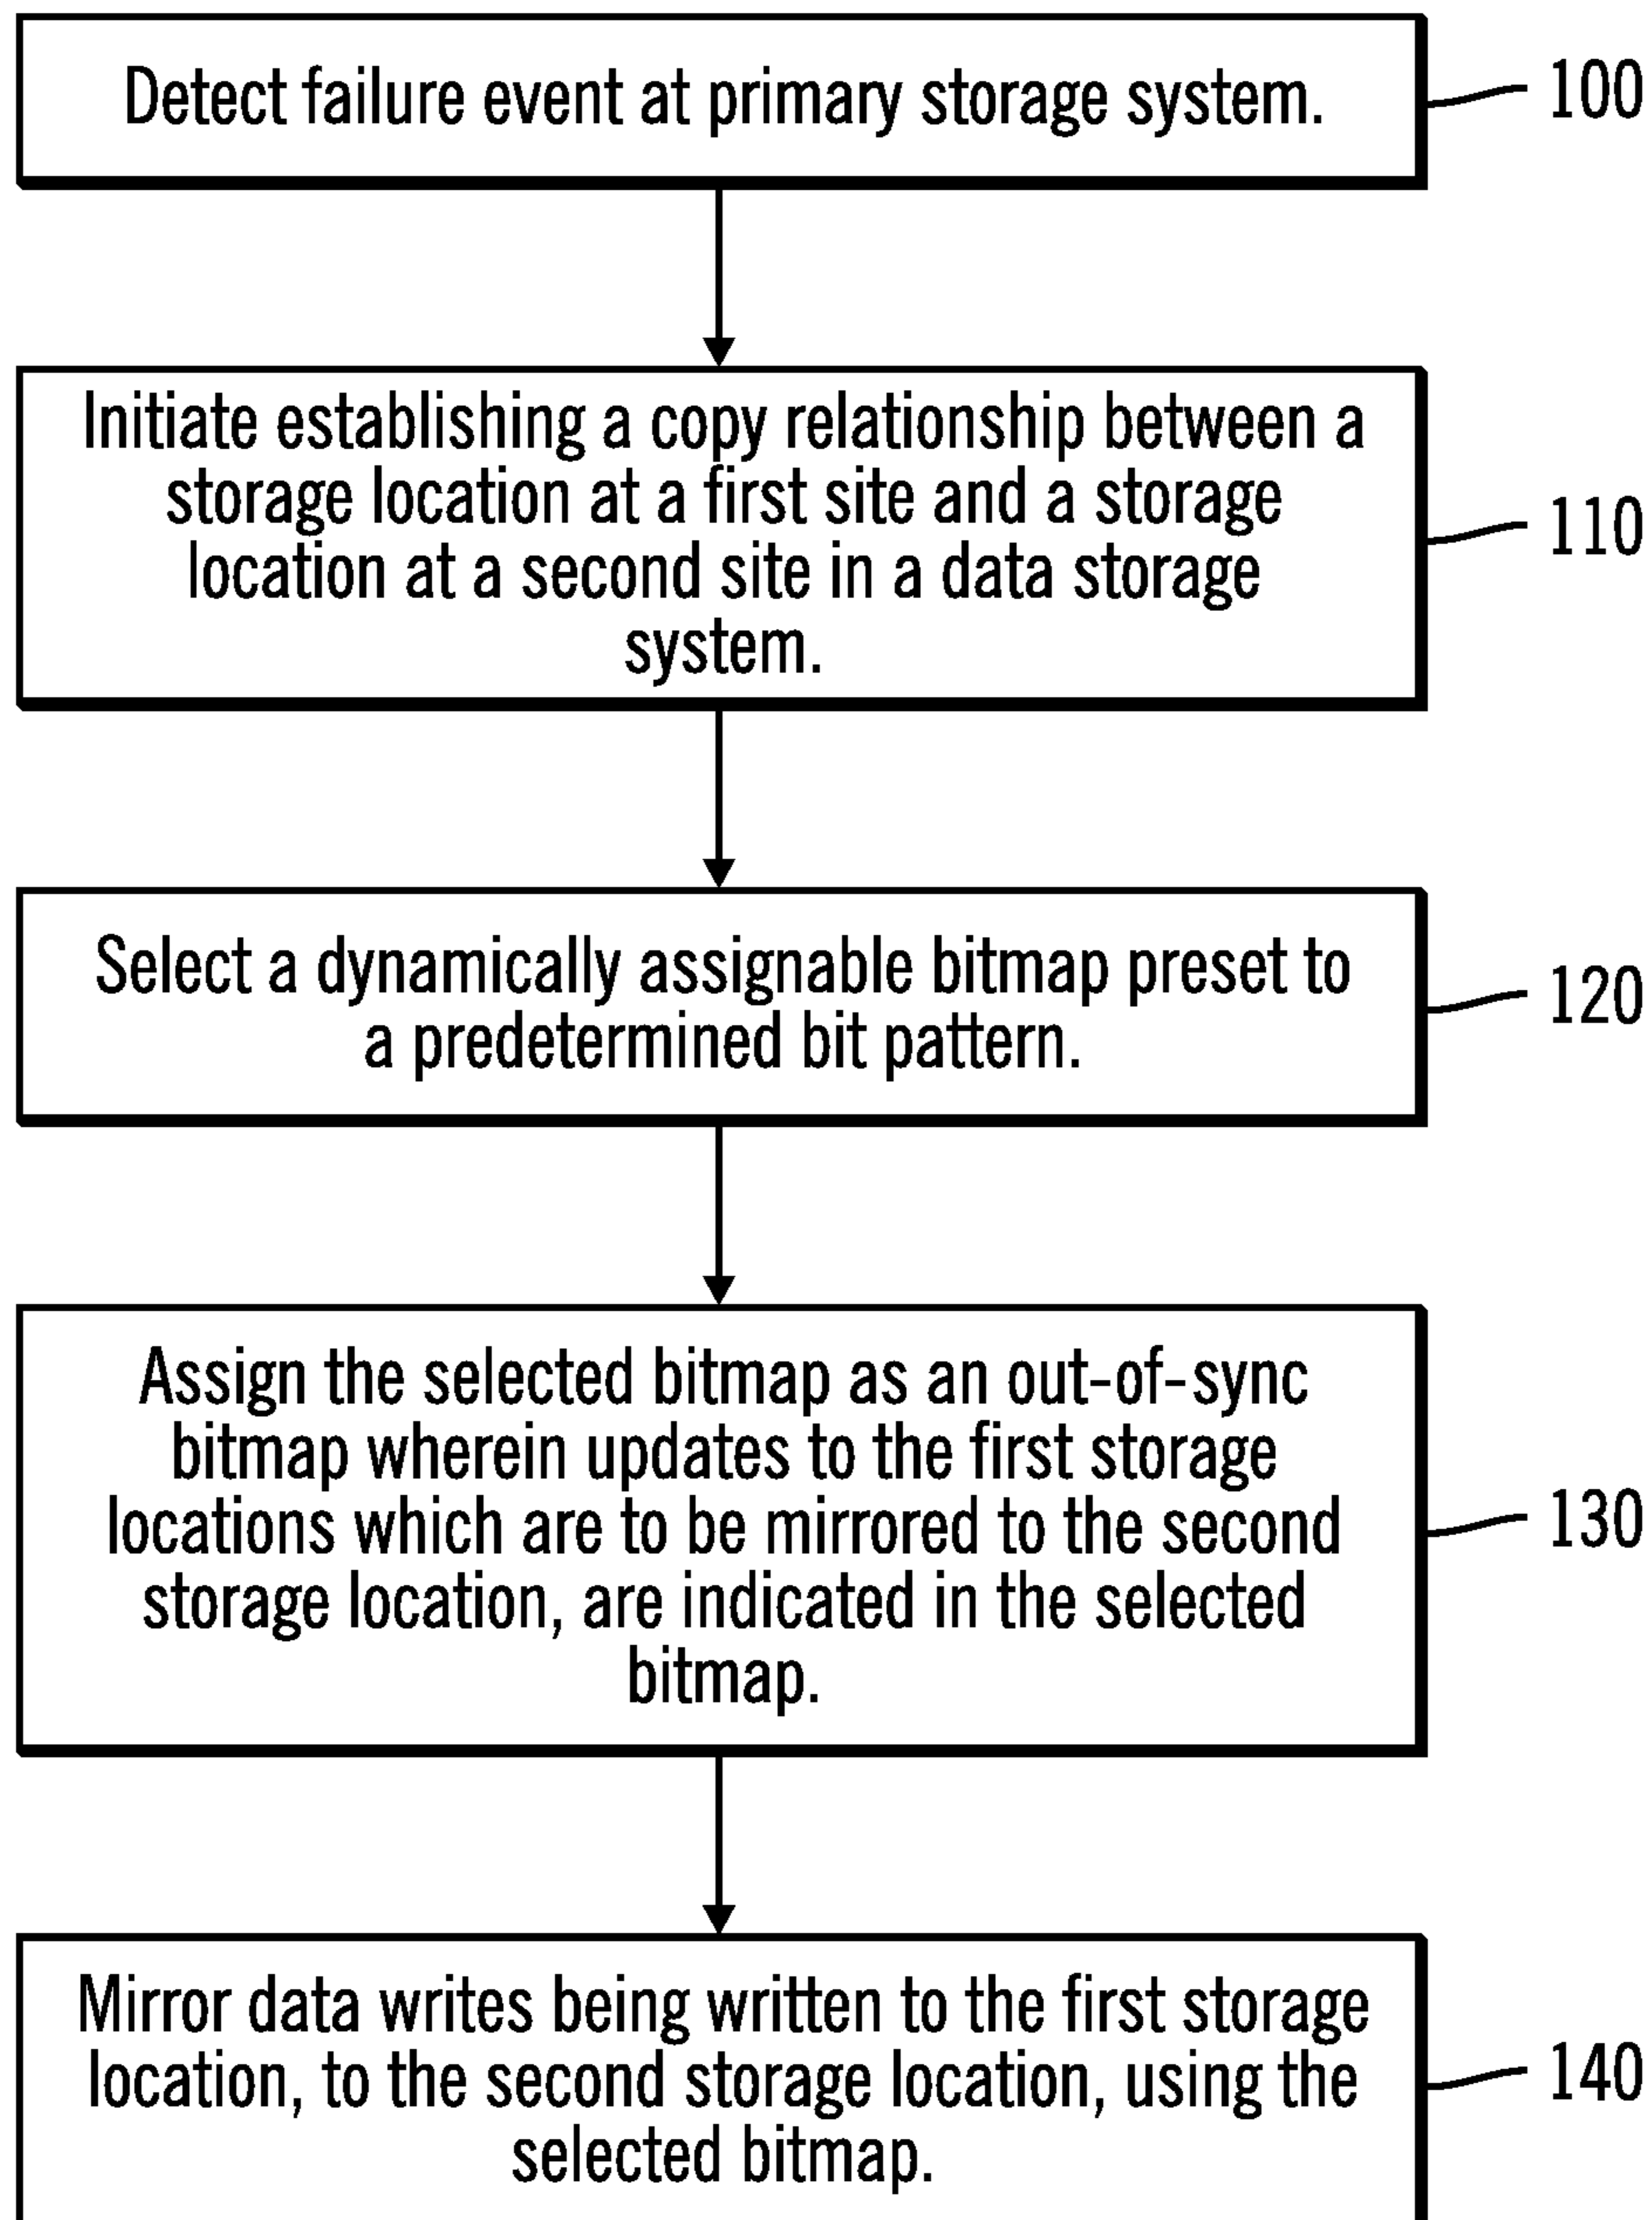 Detect failure event at primary storage system.
100
Initiate establishing a copy relationship between a
storage location at a first site and a storage
location at a second site in a data storage
system.
110
Select a dynamically assignable bitmap preset to
a predetermined bit pattern.
120
Assign the selected bitmap as an out-of-sync
bitmap wherein updates to the first storage
locations which are to be mirrored to the second
storage location, are indicated in the selected
bitmap.
130
Mirror data writes being written to the first storage
location, to the second storage location, using the
selected bitmap.
140